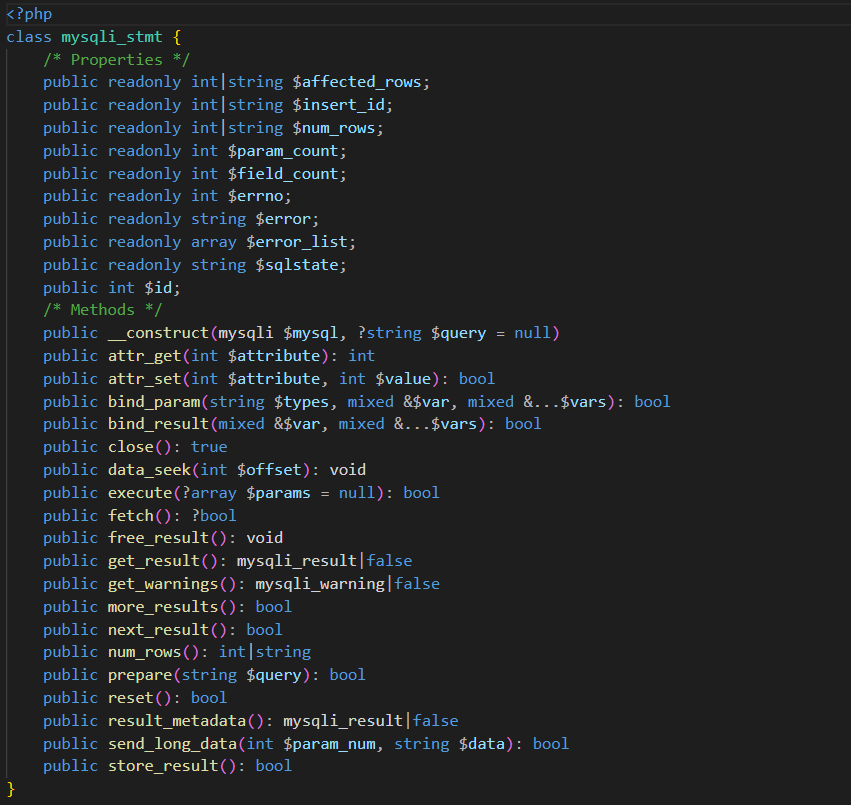 <?php
class mysqli_stmt {
/* Properties */
public readonly int|string $affected_rows;
public readonly int|string $insert_id;
public readonly int|string $num_rows;
public readonly int $param_count;
public readonly int $field_count;
public readonly int $errno;
public readonly string $error;
public readonly array $error_list;
public readonly string $sqlstate;
public int $id;
/* Methods */
public __construct(mysqli $mysql, ?string $query = null)
public attr_get(int $attribute): int
public attr_set(int $attribute, int $value): bool
public bind_param(string $types, mixed &$var, mixed &...$vars): bool
public bind_result(mixed &$var, mixed &...$vars): bool
public close(): true
public data_seek(int $offset): void
public execute(?array $params = null): bool
public fetch(): ?bool
public free_result(): void
public get_result(): mysqli_result|false
public get_warnings(): mysqli_warning|false
public more_results(): bool
public next_result(): bool
public num_rows(): int|string
public prepare(string $query): bool
public reset(): bool
public result_metadata(): mysqli_result|false
public send_long_data(int $param_num, string $data): bool
public store_result(): bool
}